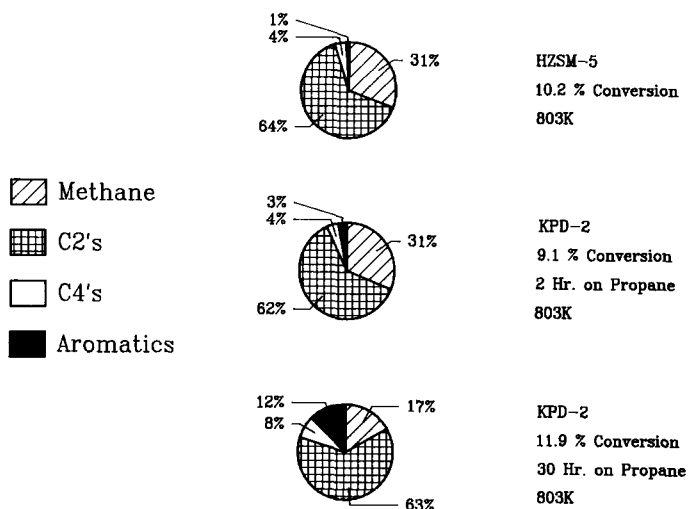 1%
4%
31%
64%
HZSM-5
10.2 % Conversion
803K
Methane
C2's
C4's
Aromatics
3%
4%
31%
62%
KPD-2
9.1 % Conversion
2 Hr. on Propane
803K
12%
8%
17%
63%
KPD-2
11.9 % Conversion
30 Hr. on Propane
803K